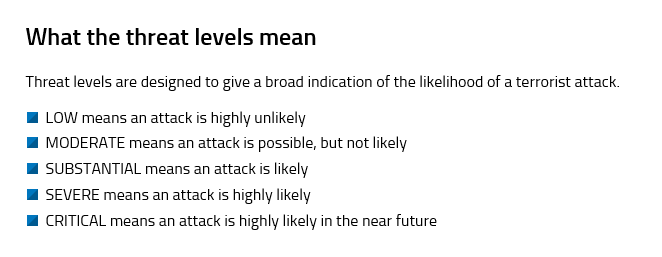 What the threat levels mean
Threat levels are designed to give a broad indication of the likelihood of a terrorist attack.
LOW means an attack is highly unlikely
MODERATE means an attack is possible, but not likely
SUBSTANTIAL means an attack is likely
SEVERE means an attack is highly likely
CRITICAL means an attack is highly likely in the near future